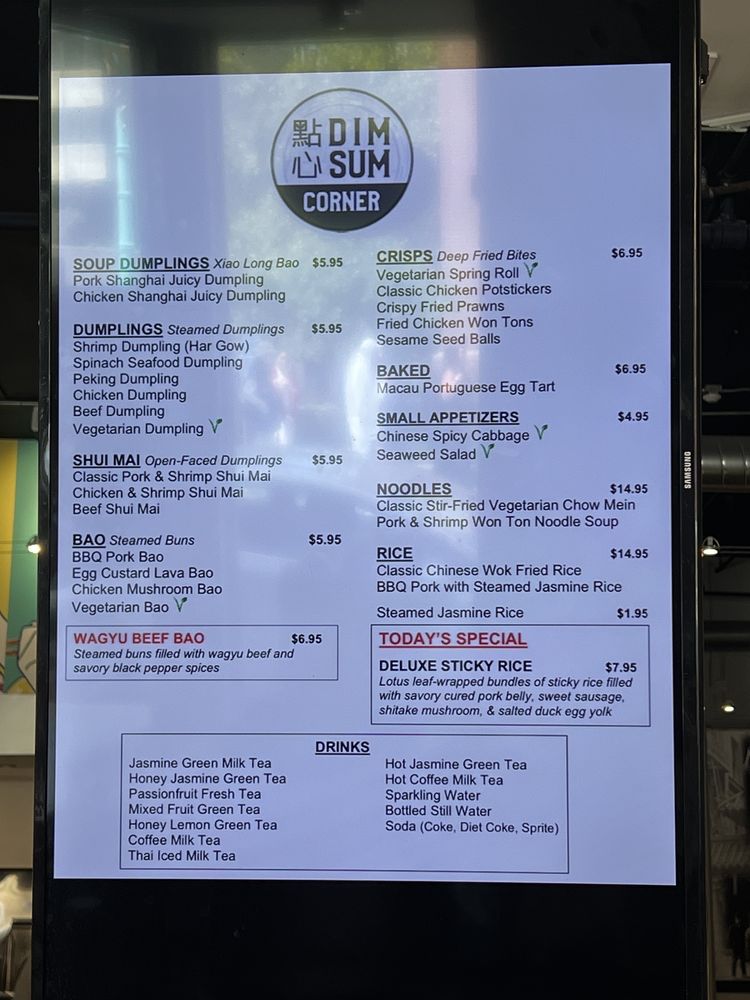 點心 DIM SUM
CORNER
SOUP DUMPLINGS Xiao Long Bao $5.95
Pork Shanghai Juicy Dumpling
Chicken Shanghai Juicy Dumpling
DUMPLINGS Steamed Dumplings $5.95
Shrimp Dumpling (Har Gow)
Spinach Seafood Dumpling
Peking Dumpling
Chicken Dumpling
Beef Dumpling
Vegetarian Dumpling
SHUI MAI Open-Faced Dumplings $5.95
Classic Pork & Shrimp Shui Mai
Chicken & Shrimp Shui Mai
Beef Shui Mai
BAO Steamed Buns $5.95
BBQ Pork Bao
Egg Custard Lava Bao
Chicken Mushroom Bao
Vegetarian Bao
WAGYU BEEF BAO $6.95
Steamed buns filled with wagyu beef and
savory black pepper spices
CRISPS Deep Fried Bites $6.95
Vegetarian Spring Roll
Classic Chicken Potstickers
Crispy Fried Prawns
Fried Chicken Won Tons
Sesame Seed Balls
BAKED $6.95
Macau Portuguese Egg Tart
SMALL APPETIZERS $4.95
Chinese Spicy Cabbage
Seaweed Salad
NOODLES $14.95
Classic Stir-Fried Vegetarian Chow Mein
Pork & Shrimp Won Ton Noodle Soup
RICE $14.95
Classic Chinese Wok Fried Rice
BBQ Pork with Steamed Jasmine Rice
Steamed Jasmine Rice $1.95
TODAY'S SPECIAL
DELUXE STICKY RICE $7.95
Lotus leaf-wrapped bundles of sticky rice filled
with savory cured pork belly, sweet sausage,
shitake mushroom, & salted duck egg yolk
DRINKS
Jasmine Green Milk Tea
Honey Jasmine Green Tea
Passionfruit Fresh Tea
Mixed Fruit Green Tea
Honey Lemon Green Tea
Coffee Milk Tea
Thai Iced Milk Tea
Hot Jasmine Green Tea
Hot Coffee Milk Tea
Sparkling Water
Bottled Still Water
Soda (Coke, Diet Coke, Sprite)
SAMSUNG